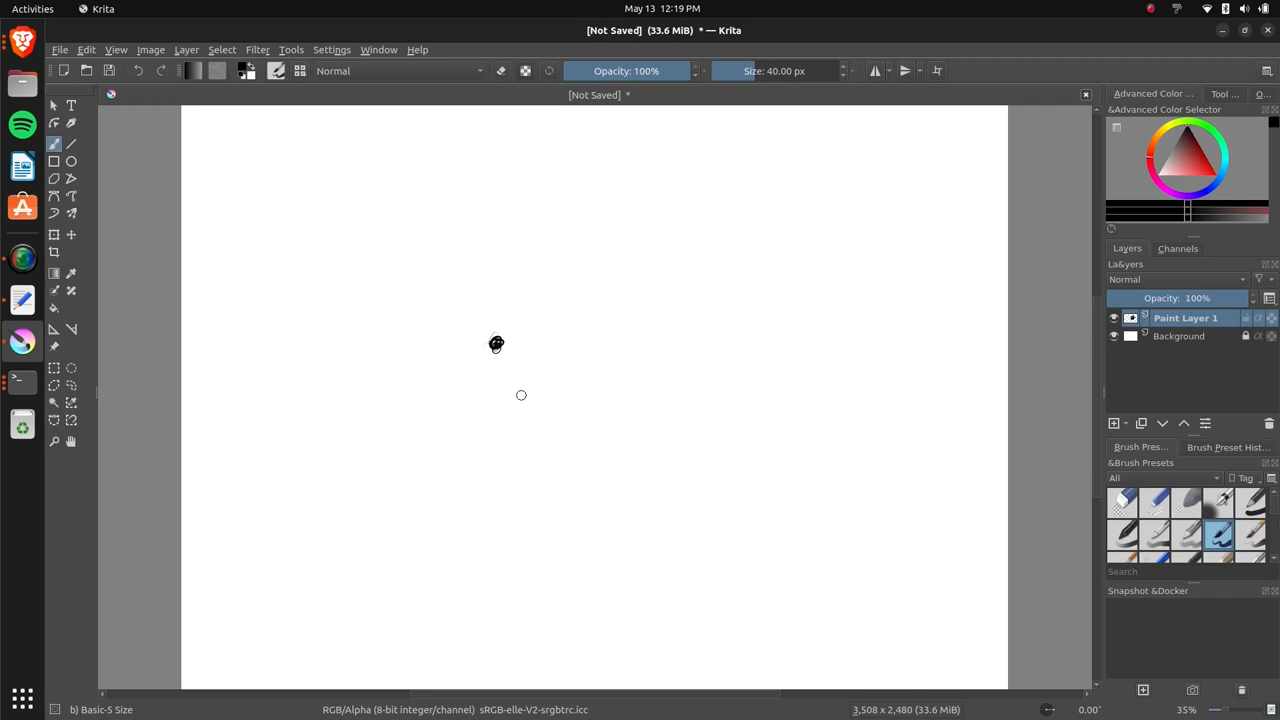 Activities
Krita
May 13 12:19 PM
[Not Saved] (33.6 MiB) * — Krita
File Edit View Image Layer Select Filter Tools Settings Window Help
Normal
Opacity: 100%
Size: 40.00 px
[Not Saved] *
Advanced Color ...
Tool ...
O...
&Advanced Color Selector
Layers
Channels
La&yers
Normal
Opacity: 100%
Paint Layer 1
Background
Brush Pres...
Brush Preset Hist...
&Brush Presets
All
Tag
Search
Snapshot &Docker
b) Basic-5 Size
RGB/Alpha (8-bit integer/channel) sRGB-elle-V2-srgbtrc.icc
3,508 x 2,480 (33.6 MiB)
0.00°
35%